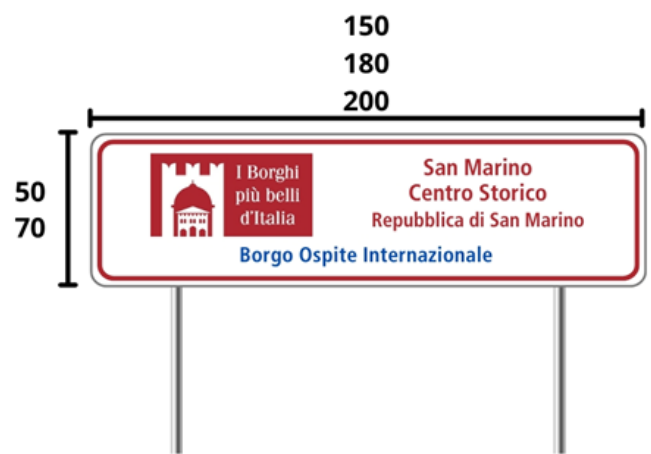 150
180
200
50
70
I Borghi
più belli
d'Italia
San Marino
Centro Storico
Repubblica di San Marino
Borgo Ospite Internazionale